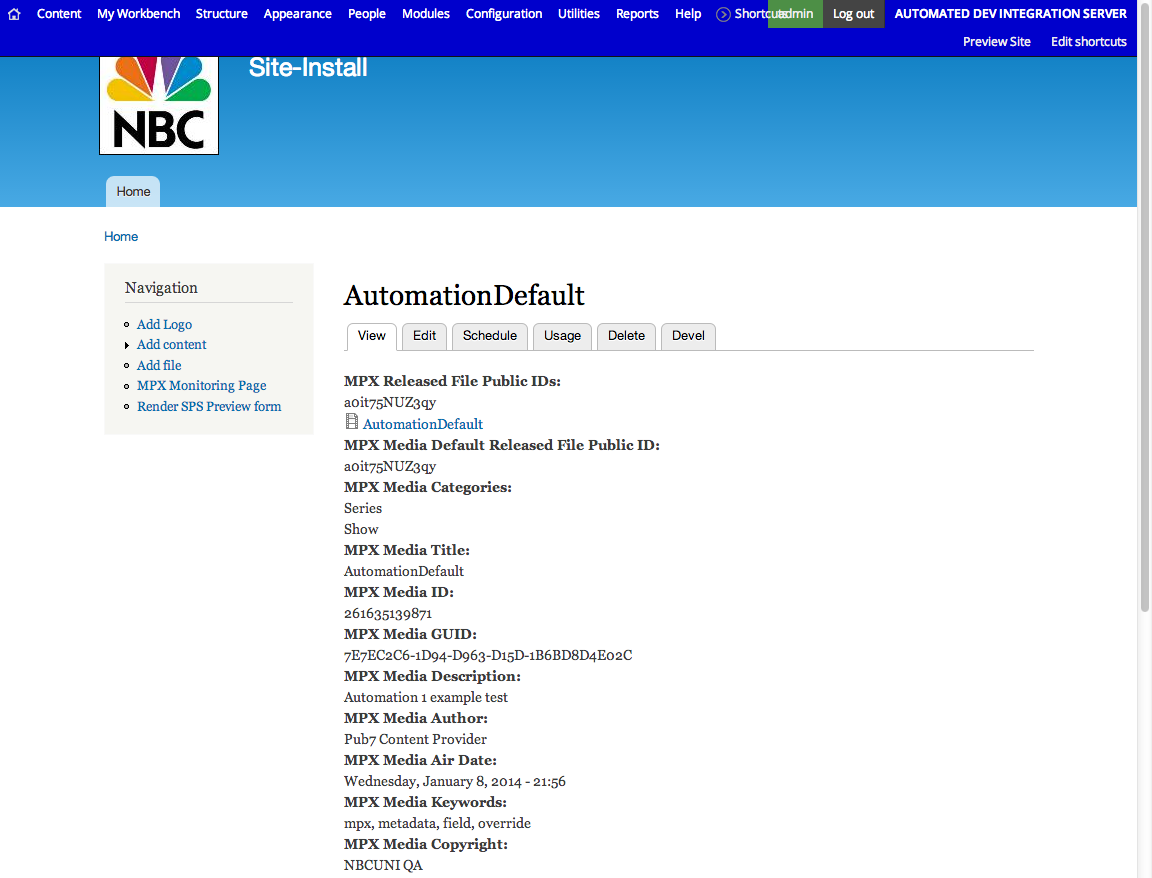 Content My Workbench Structure Appearance People Modules Configuration Utilities Reports Help Shortcuts admin Log out AUTOMATED DEV INTEGRATION SERVER
Preview Site Edit shortcuts
Site-Install
NBC
Home
Home
Navigation
Add Logo
Add content
Add file
MPX Monitoring Page
Render SPS Preview form
AutomationDefault
View Edit Schedule Usage Delete Devel
MPX Released File Public IDs:
a0it75NUZ3qy
AutomationDefault
MPX Media Default Released File Public ID:
a0it75NUZ3qy
MPX Media Categories:
Series
Show
MPX Media Title:
AutomationDefault
MPX Media ID:
261635139871
MPX Media GUID:
7E7EC2C6-1D94-D963-D15D-1B6BD8D4E02C
MPX Media Description:
Automation 1 example test
MPX Media Author:
Pub7 Content Provider
MPX Media Air Date:
Wednesday, January 8, 2014 - 21:56
MPX Media Keywords:
mpx, metadata, field, override
MPX Media Copyright:
NBCUNI QA